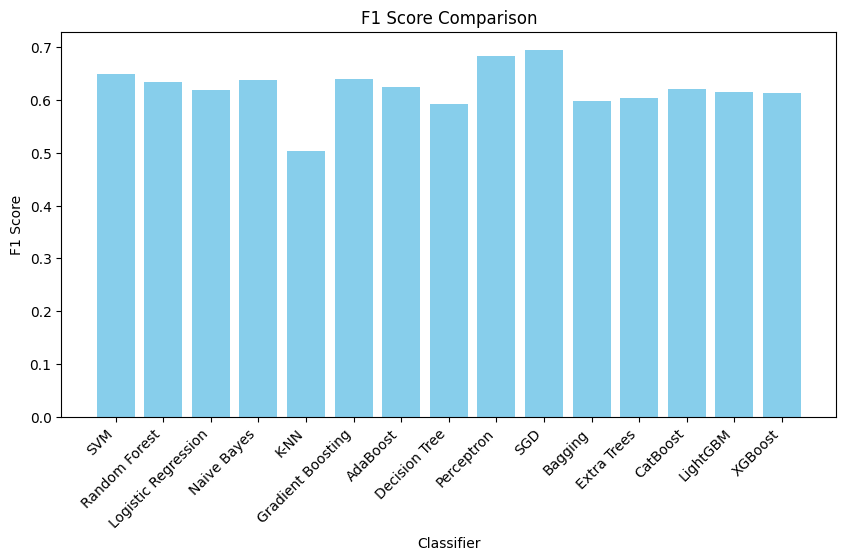 F1 Score Comparison
F1 Score
0.7
0.6
0.5
0.4
0.3
0.2
0.1
0.0
SVM
Random Forest
Logistic Regression
Naive Bayes
K-NN
Gradient Boosting
AdaBoost
Decision Tree
Perceptron
SGD
Bagging
Extra Trees
CatBoost
LightGBM
XGBoost
Classifier